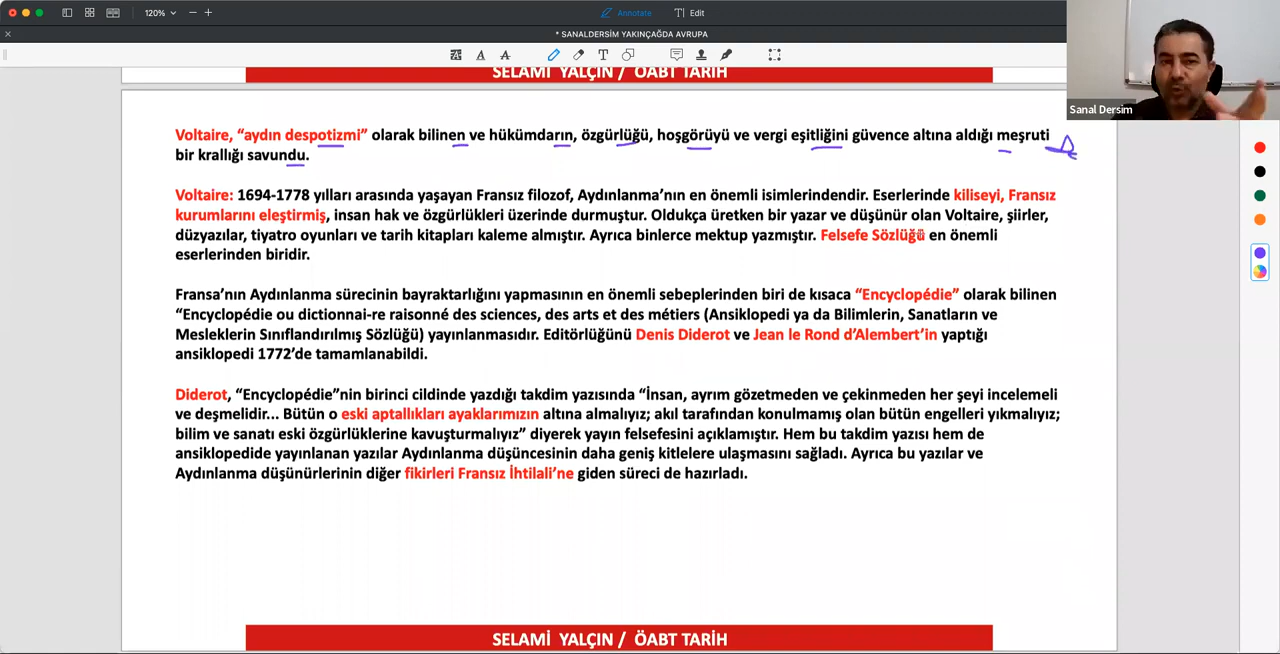 120%
Annotate
Edit
* SANALDERSİM YAKINÇAĞDA AVRUPA
SELAMİ YALÇIN / ÖABT TARİH
Sanal Dersim
Voltaire, “aydın despotizmi” olarak bilinen ve hükümdarın, özgürlüğü, hoşgörüyü ve vergi eşitliğini güvence altına aldığı meşruti
bir krallığı savundu.
Voltaire: 1694-1778 yılları arasında yaşayan Fransız filozof, Aydınlanma’nın en önemli isimlerindendir. Eserlerinde kiliseyi, Fransız
kurumlarını eleştirmiş, insan hak ve özgürlükleri üzerinde durmuştur. Oldukça üretken bir yazar ve düşünür olan Voltaire, şiirler,
düzyazılar, tiyatro oyunları ve tarih kitapları kaleme almıştır. Ayrıca binlerce mektup yazmıştır. Felsefe Sözlüğü en önemli
eserlerinden biridir.
Fransa’nın Aydınlanma sürecinin bayraktarlığını yapmasının en önemli sebeplerinden biri de kısaca “Encyclopédie” olarak bilinen
“Encyclopédie ou dictionnai-re raisonné des sciences, des arts et des métiers (Ansiklopedi ya da Bilimlerin, Sanatların ve
Mesleklerin Sınıflandırılmış Sözlüğü) yayınlanmasıdır. Editörlüğünü Denis Diderot ve Jean le Rond d’Alembert’in yaptığı
ansiklopedi 1772’de tamamlanabildi.
Diderot, “Encyclopédie”nin birinci cildinde yazdığı takdim yazısında “İnsan, ayrım gözetmeden ve çekinmeden her şeyi incelemeli
ve deşmelidir... Bütün o eski aptallıkları ayaklarımızın altına almalıyız; akıl tarafından konulmamış olan bütün engelleri yıkmalıyız;
bilim ve sanatı eski özgürlüklerine kavuşturmalıyız” diyerek yayın felsefesini açıklamıştır. Hem bu takdim yazısı hem de
ansiklopedide yayınlanan yazılar Aydınlanma düşüncesinin daha geniş kitlelere ulaşmasını sağladı. Ayrıca bu yazılar ve
Aydınlanma düşünürlerinin diğer fikirleri Fransız İhtilali’ne giden süreci de hazırladı.
SELAMİ YALÇIN / ÖABT TARİH